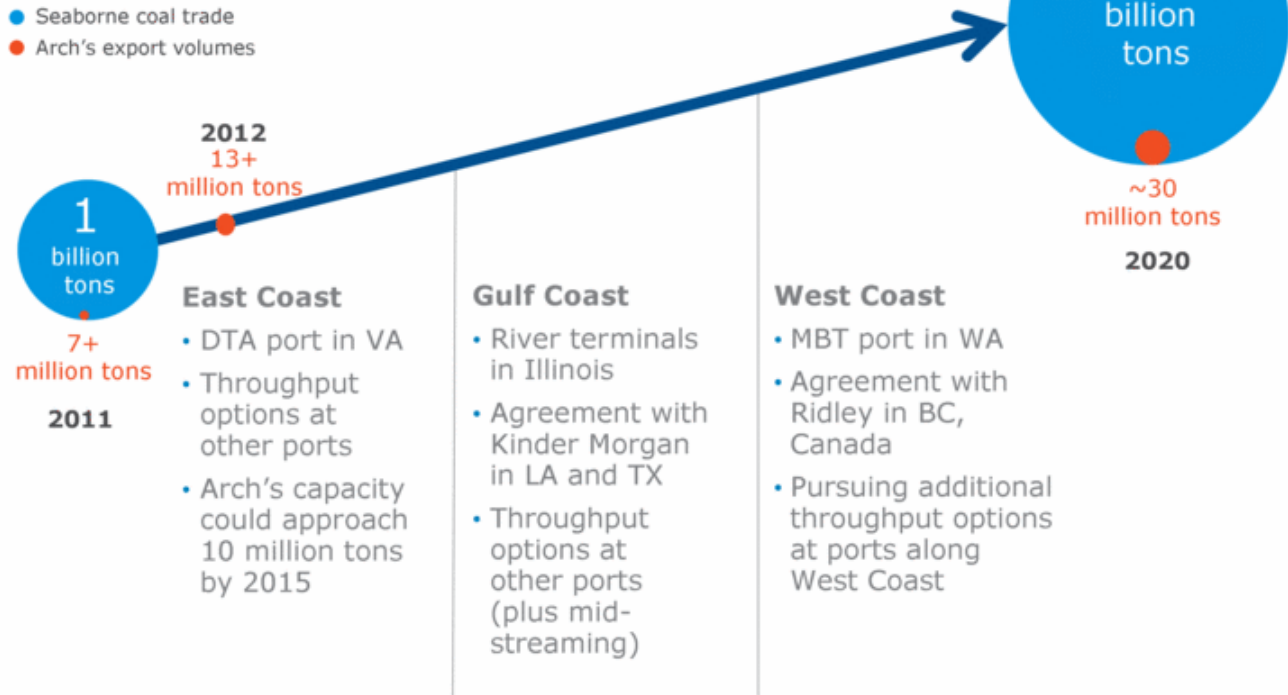 Seaborne coal trade
Arch's export volumes
billion
tons
2012
13+
million tons
1
billion
tons
7+
million tons
2011
~30
million tons
2020
East Coast
• DTA port in VA
• Throughput
options at
other ports
• Arch's capacity
could approach
10 million tons
by 2015
Gulf Coast
• River terminals
in Illinois
• Agreement with
Kinder Morgan
in LA and TX
• Throughput
options at
other ports
(plus mid-
streaming)
West Coast
• MBT port in WA
• Agreement with
Ridley in BC,
Canada
• Pursuing additional
throughput options
at ports along
West Coast